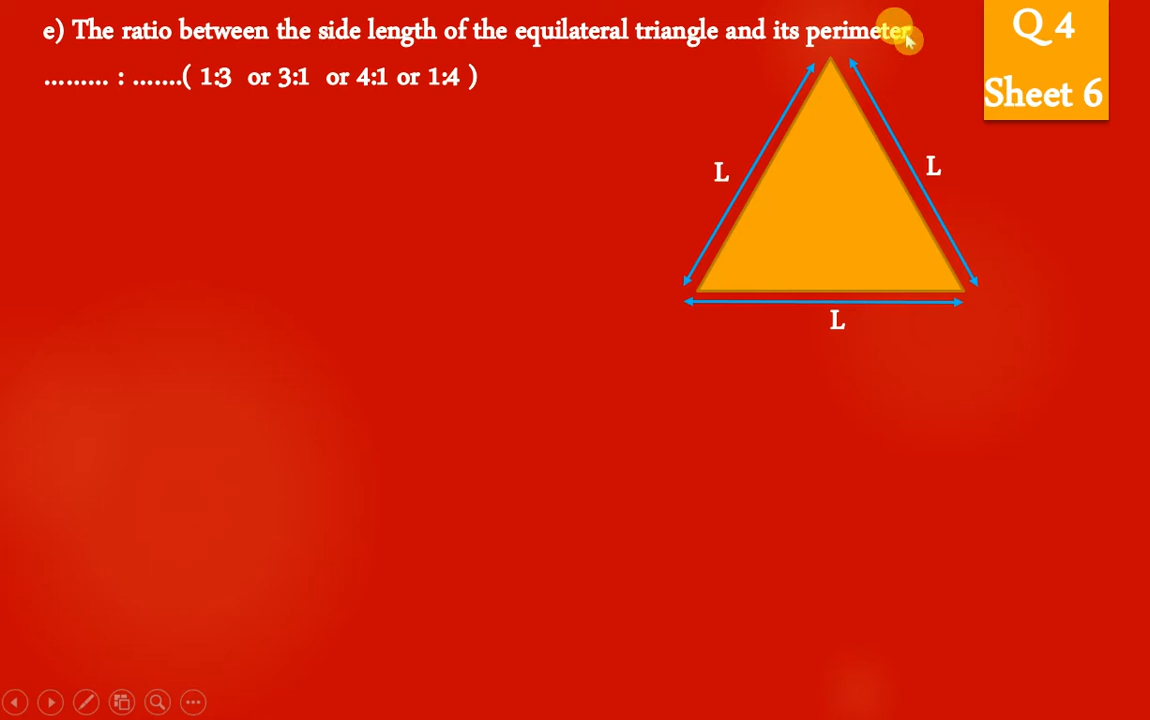 e) The ratio between the side length of the equilateral triangle and its perimeter
......... : .......( 1:3 or 3:1 or 4:1 or 1:4 )
Q 4
Sheet 6
L
L
L